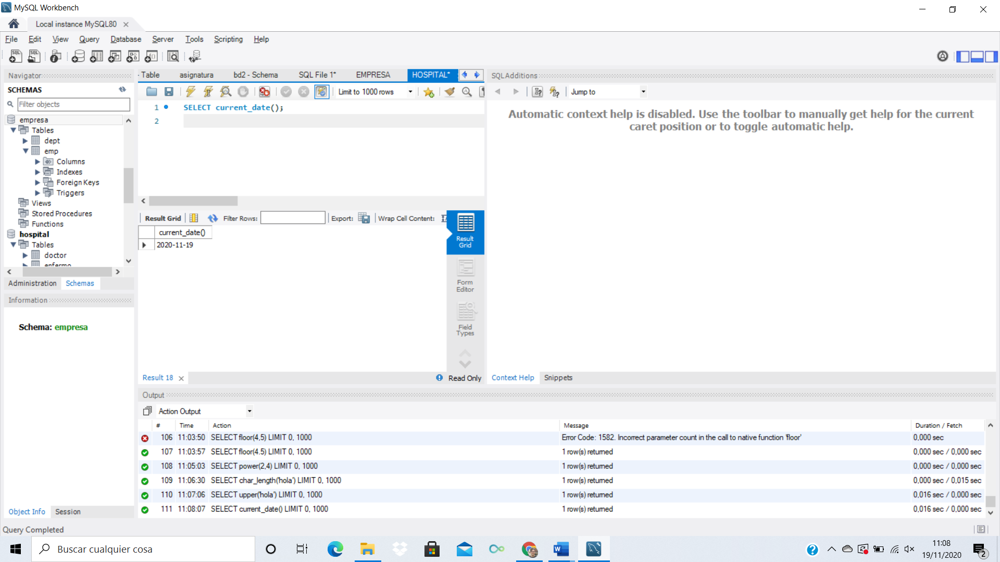 MySQL Workbench
Local instance MySQL80
File Edit View Query Database Server Tools Scripting Help
Navigator
SCHEMAS
Filter objects
empresa
Tables
dept
emp
Columns
Indexes
Foreign Keys
Triggers
Views
Stored Procedures
Functions
hospital
Tables
doctor
enfermo
Administration Schemas
Information
Schema: empresa
Object Info Session
Table asignatura bd2 - Schema SQL File 1* EMPRESA HOSPITAL*
Limit to 1000 rows
1 SELECT current_date();
2
Result Grid Filter Rows: Export: Wrap Cell Content:
current_date()
2020-11-19
Result Grid
Form Editor
Field Types
Result 18 Read Only
SQLAdditions
Jump to
Automatic context help is disabled. Use the toolbar to manually get help for the current
caret position or to toggle automatic help.
Context Help Snippets
Output
Action Output
# Time Action Message Duration / Fetch
106 11:03:50 SELECT floor(4,5) LIMIT 0, 1000 Error Code: 1582. Incorrect parameter count in the call to native function 'floor' 0,000 sec
107 11:03:57 SELECT floor(4.5) LIMIT 0, 1000 1 row(s) returned 0,000 sec / 0,000 sec
108 11:05:03 SELECT power(2,4) LIMIT 0, 1000 1 row(s) returned 0,000 sec / 0,000 sec
109 11:06:30 SELECT char_length('hola') LIMIT 0, 1000 1 row(s) returned 0,000 sec / 0,015 sec
110 11:07:06 SELECT upper('hola') LIMIT 0, 1000 1 row(s) returned 0,016 sec / 0,000 sec
111 11:08:07 SELECT current_date() LIMIT 0, 1000 1 row(s) returned 0,016 sec / 0,000 sec
Query Completed
Buscar cualquier cosa
11:08
19/11/2020
2